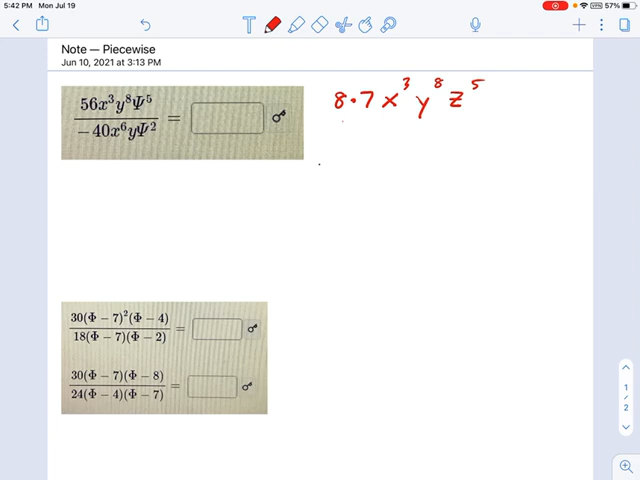 5:42 PM Mon Jul 19
VPN 57%
T
Note — Piecewise
Jun 10, 2021 at 3:13 PM
56x³y⁸Ψ⁵ / −40x⁶yΨ² =
8·7x³y⁸z⁵
30(Φ − 7)²(Φ − 4) / 18(Φ − 7)(Φ − 2) =
30(Φ − 7)(Φ − 8) / 24(Φ − 4)(Φ − 7) =
1 / 2